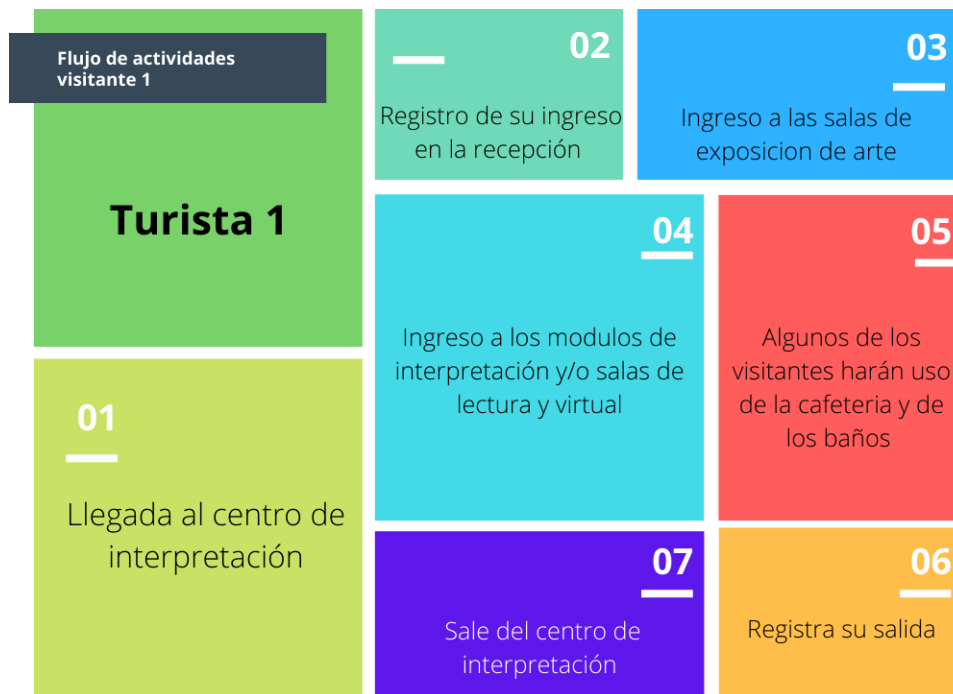 Flujo de actividades
visitante 1
Turista 1
01
Llegada al centro de
interpretación
02
Registro de su ingreso
en la recepción
03
Ingreso a las salas de
exposicion de arte
04
Ingreso a los modulos de
interpretación y/o salas de
lectura y virtual
05
Algunos de los
visitantes harán uso
de la cafeteria y de
los baños
06
Registra su salida
07
Sale del centro de
interpretación